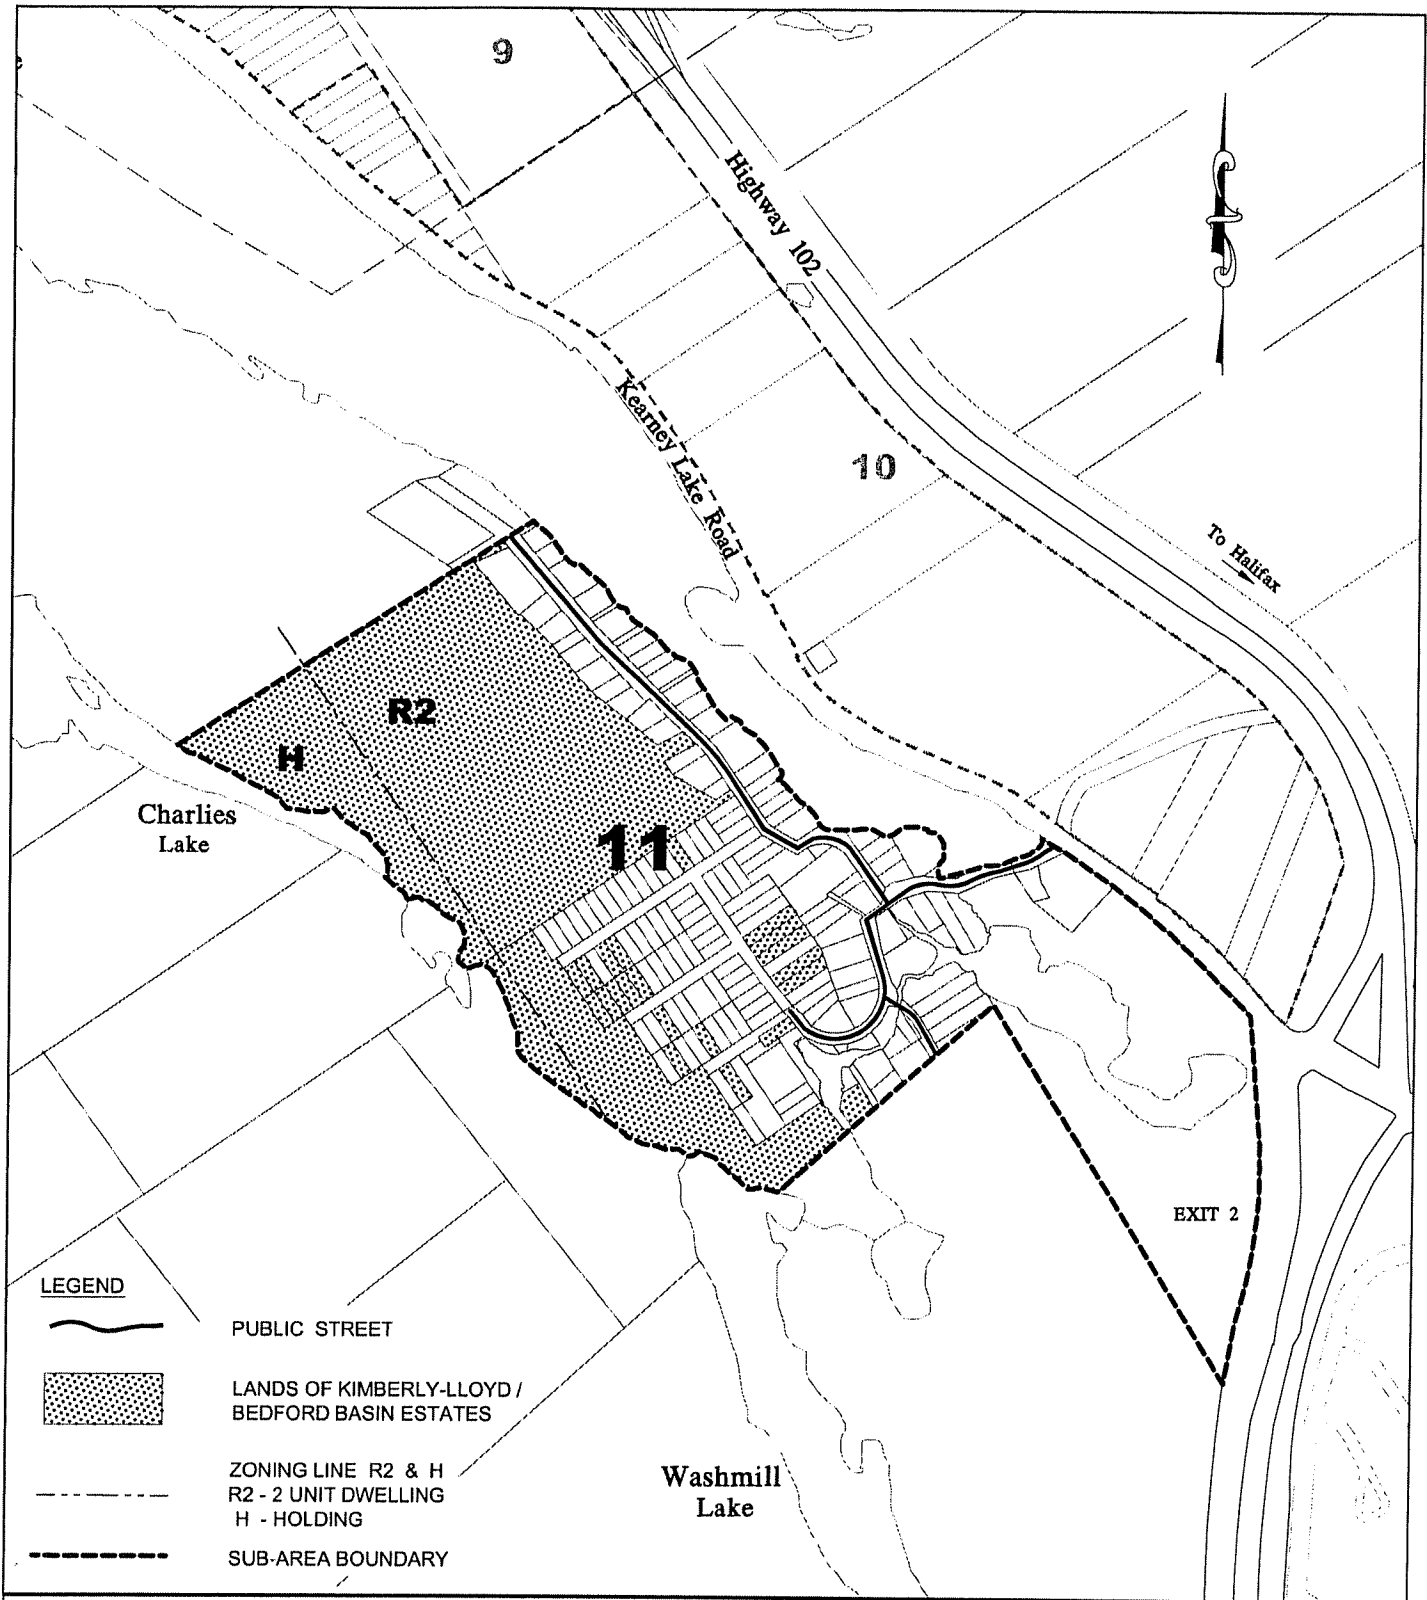 9
Highway 102
Kearney Lake Road
10
To Halifax
R2
H
Charlies
Lake
11
EXIT 2
LEGEND
PUBLIC STREET
LANDS OF KIMBERLY-LLOYD /
BEDFORD BASIN ESTATES
ZONING LINE R2 & H
R2 - 2 UNIT DWELLING
H - HOLDING
SUB-AREA BOUNDARY
Washmill
Lake